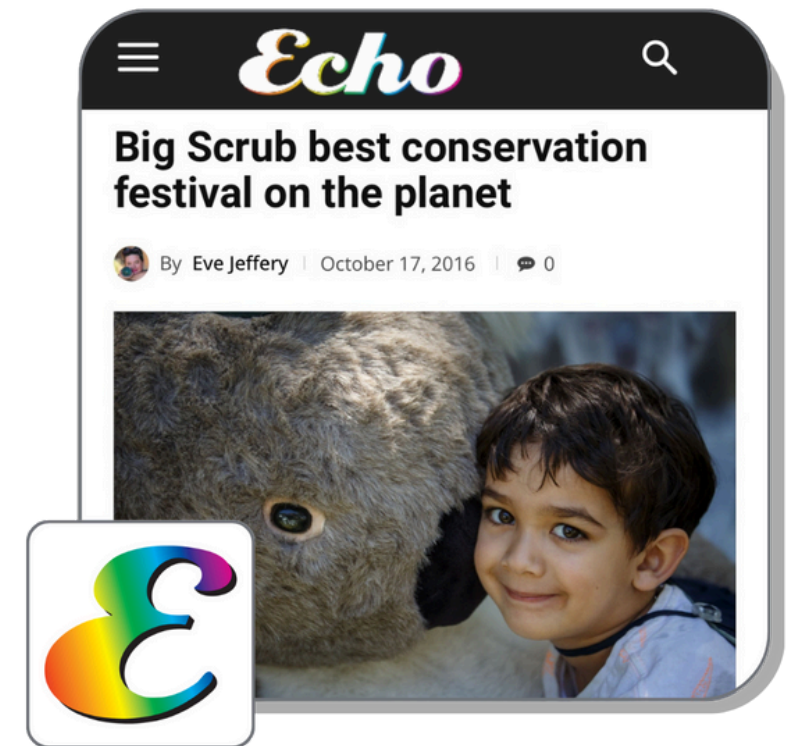 Echo
Big Scrub best conservation
festival on the planet
By Eve Jeffery October 17, 2016 0
E